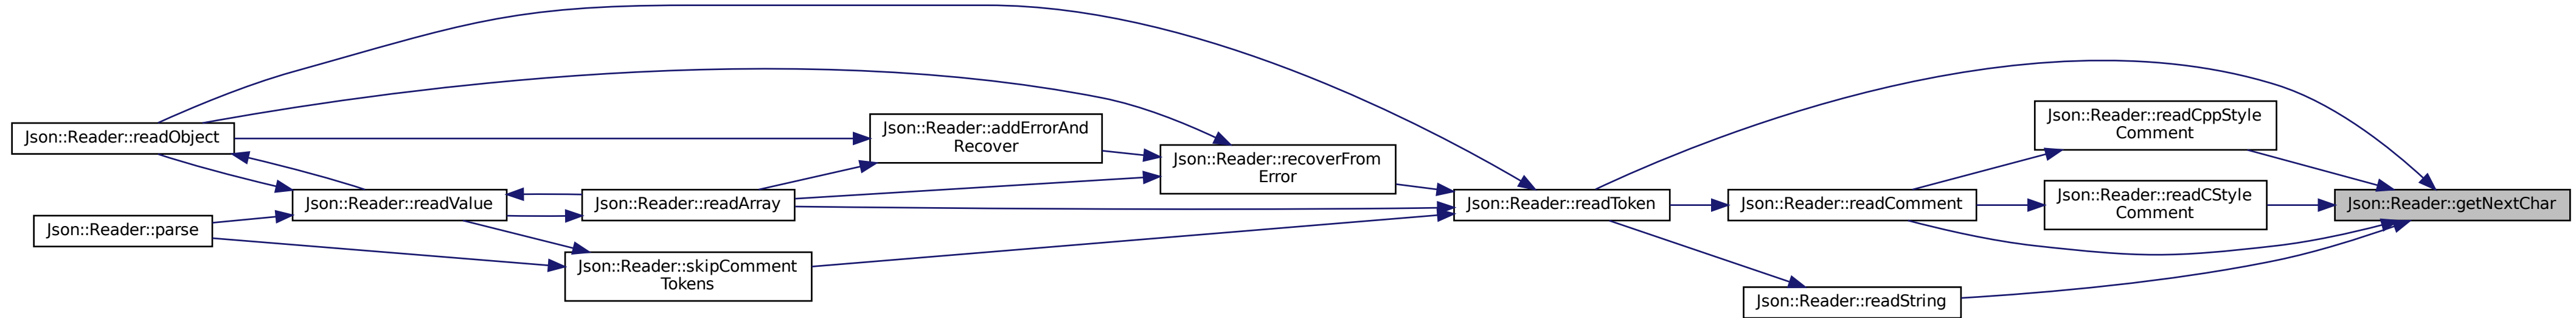 Json::Reader::readObject
Json::Reader::parse
Json::Reader::readValue
Json::Reader::skipComment
Tokens
Json::Reader::readArray
Json::Reader::addErrorAnd
Recover
Json::Reader::recoverFrom
Error
Json::Reader::readToken
Json::Reader::readComment
Json::Reader::readString
Json::Reader::readCppStyle
Comment
Json::Reader::readCStyle
Comment
Json::Reader::getNextChar